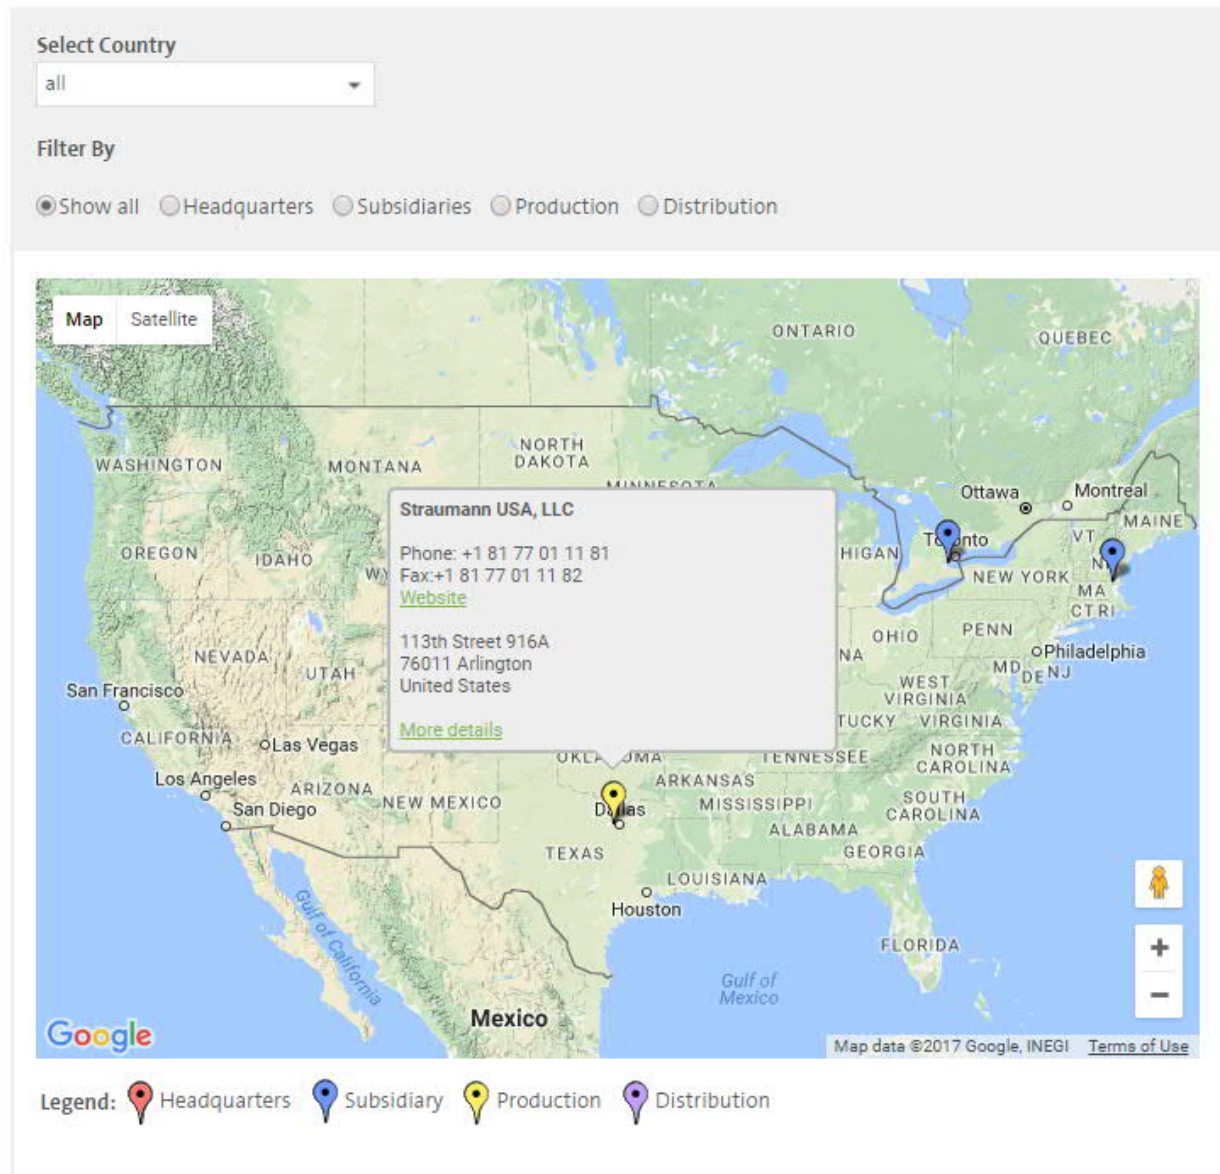 Select Country
all
Filter By
Show all Headquarters Subsidiaries Production Distribution
Map Satellite
ONTARIO
QUEBEC
NORTH
DAKOTA
WASHINGTON
MONTANA
MINNESOTA
Ottawa
Montreal
MAINE
Straumann USA, LLC
Phone: +1 81 77 01 11 81
Fax:+1 81 77 01 11 82
Website
113th Street 916A
76011 Arlington
United States
More details
OREGON
IDAHO
WY
HIGAN
VT
NEW YORK
MA
CT RI
OHIO
PENN
NA
Philadelphia
MD
DE NJ
NEVADA
UTAH
WEST
VIRGINIA
San Francisco
TUCKY
VIRGINIA
CALIFORNIA
Las Vegas
TENNESSEE
NORTH
CAROLINA
Los Angeles
ARIZONA
NEW MEXICO
ARKANSAS
San Diego
MISSISSIPPI
SOUTH
CAROLINA
ALABAMA
TEXAS
GEORGIA
LOUISIANA
Houston
Gulf of California
FLORIDA
Gulf of
Mexico
Mexico
Google
Map data ©2017 Google, INEGI Terms of Use
Legend: Headquarters Subsidiary Production Distribution